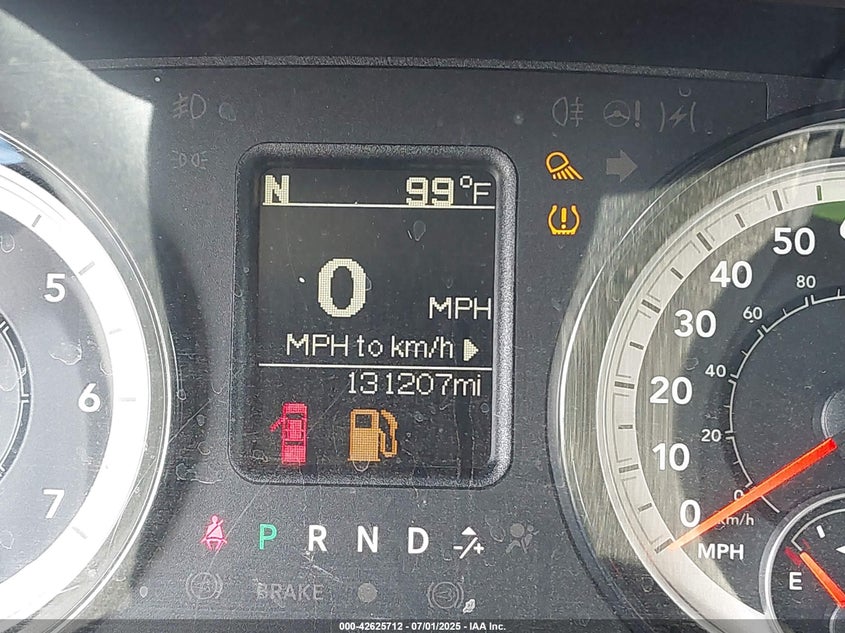 N 99°F
0 MPH
MPH to km/h
131207mi
P R N D -/+
BRAKE
5
6
7
50
40
30
20
10
0
MPH
80
60
40
20
0
km/h
E
000-42625712 - 07/01/2025 - IAA Inc.